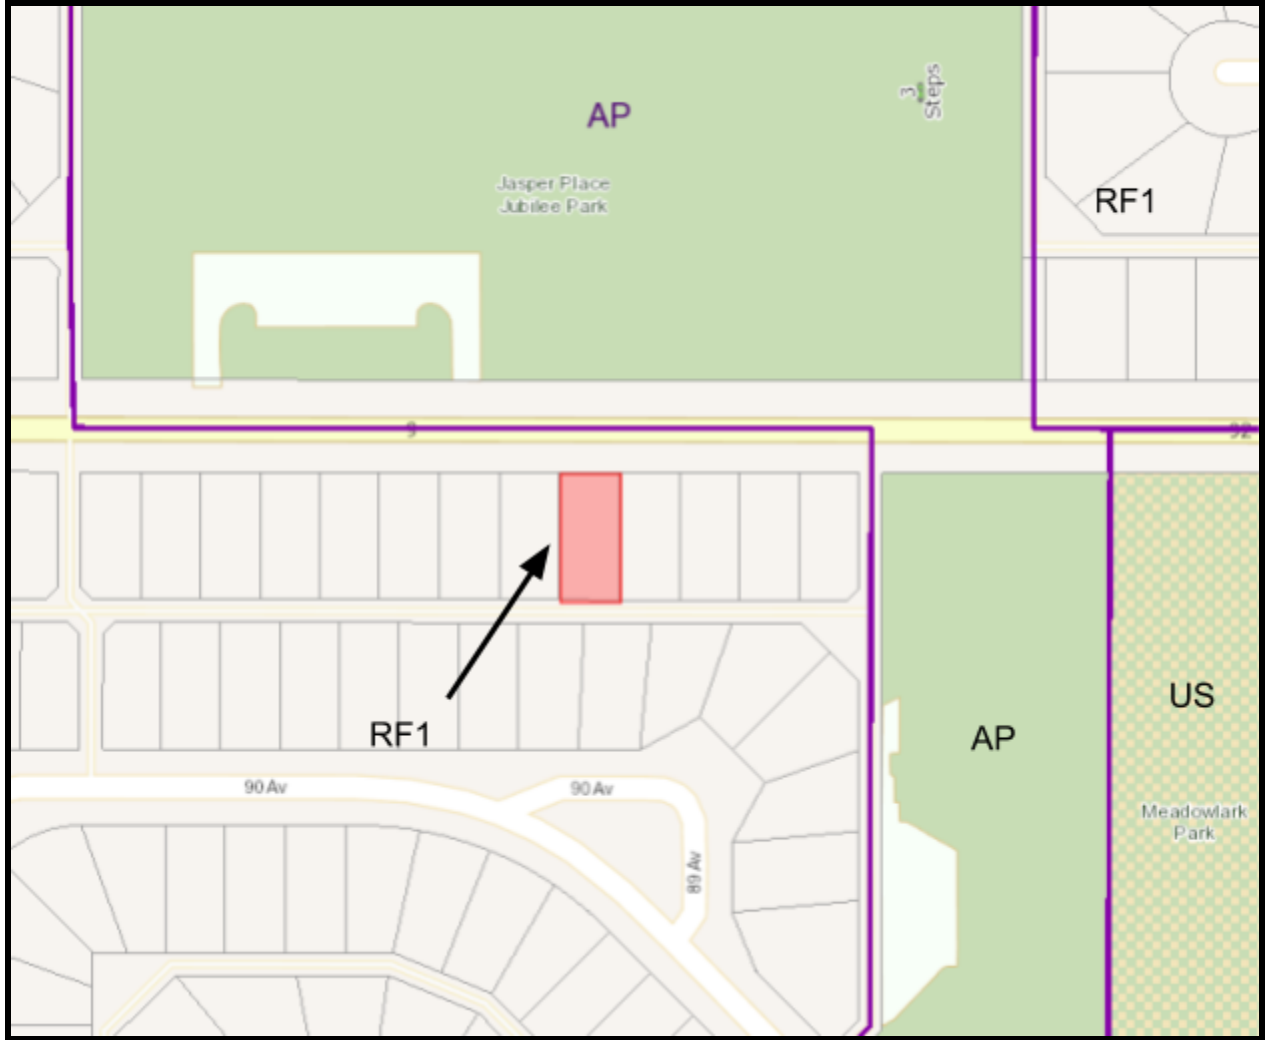 AP
3
Steps
Jasper Place
Jubilee Park
RF1
9
92
RF1
90 Av
90 Av
89 Av
AP
US
Meadowlark
Park